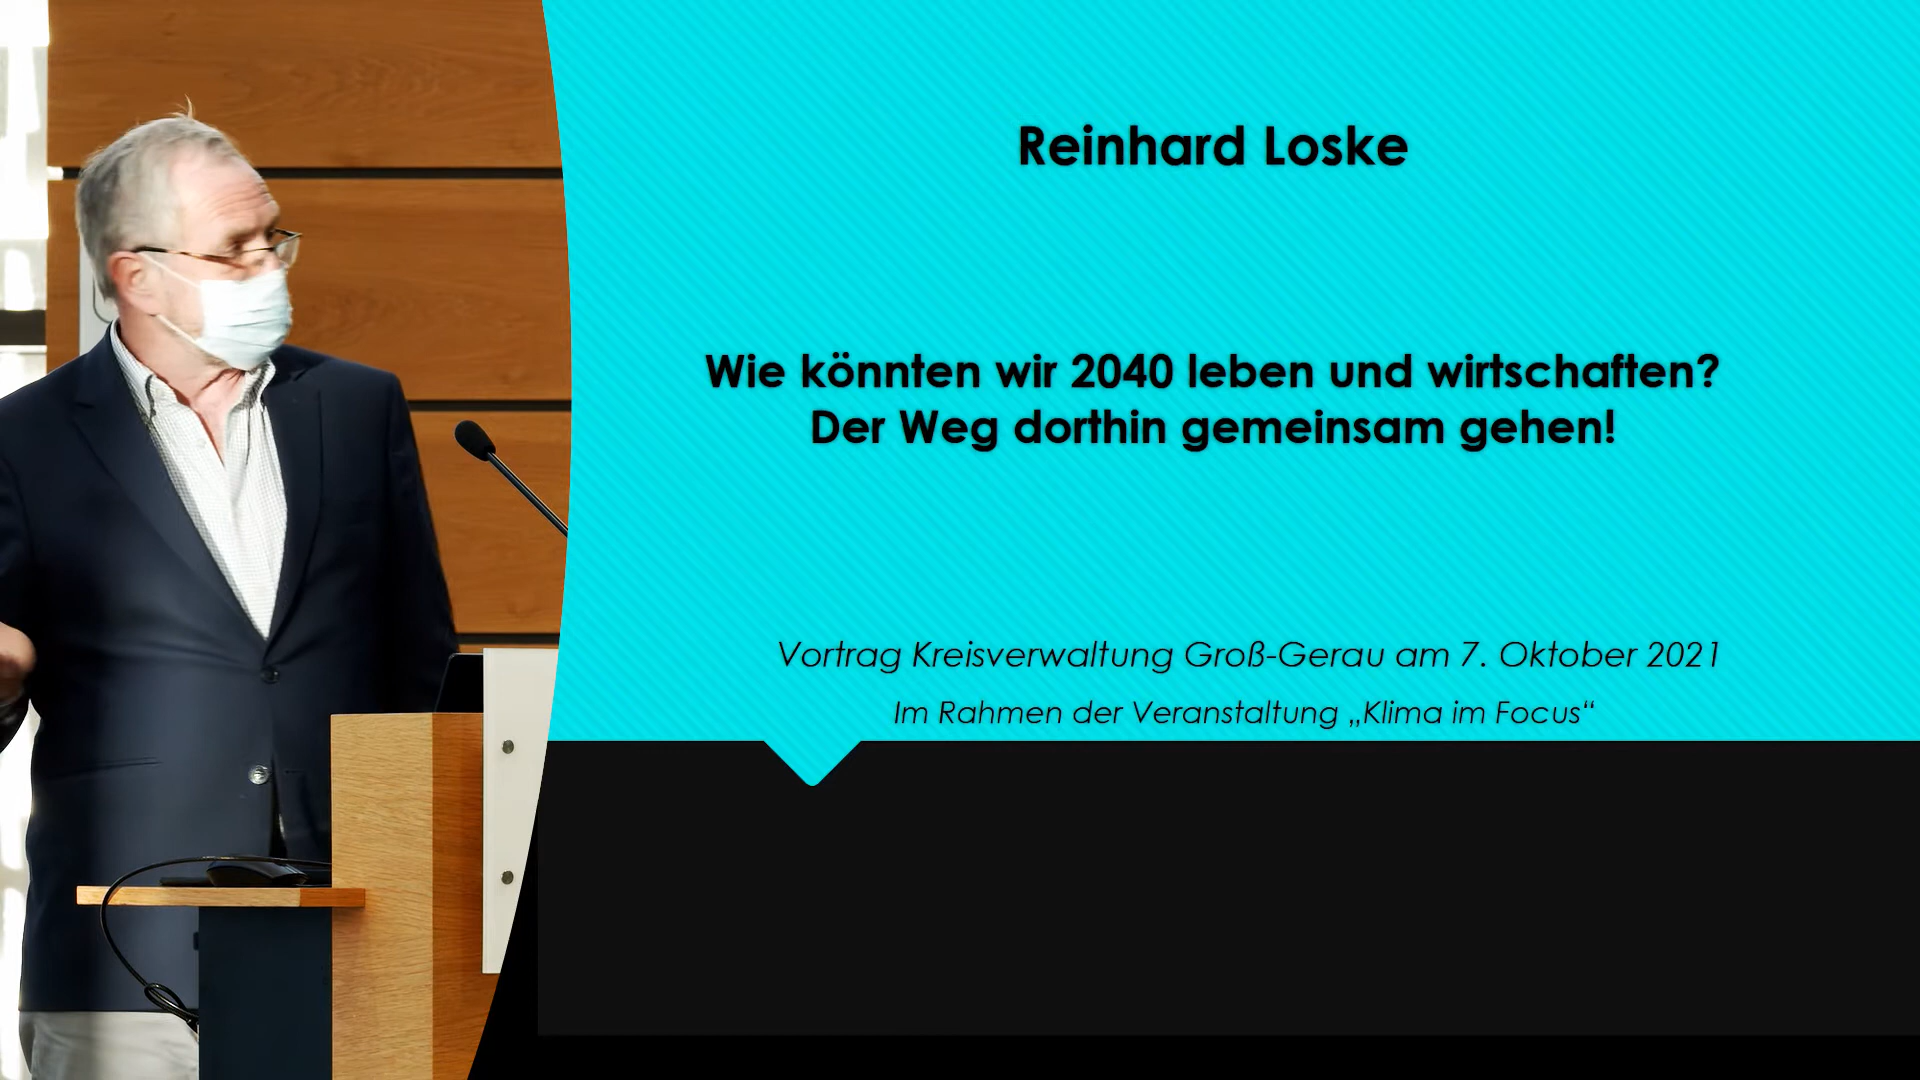 Reinhard Loske
Wie könnten wir 2040 leben und wirtschaften?
Der Weg dorthin gemeinsam gehen!
Vortrag Kreisverwaltung Groß-Gerau am 7. Oktober 2021
Im Rahmen der Veranstaltung „Klima im Focus“